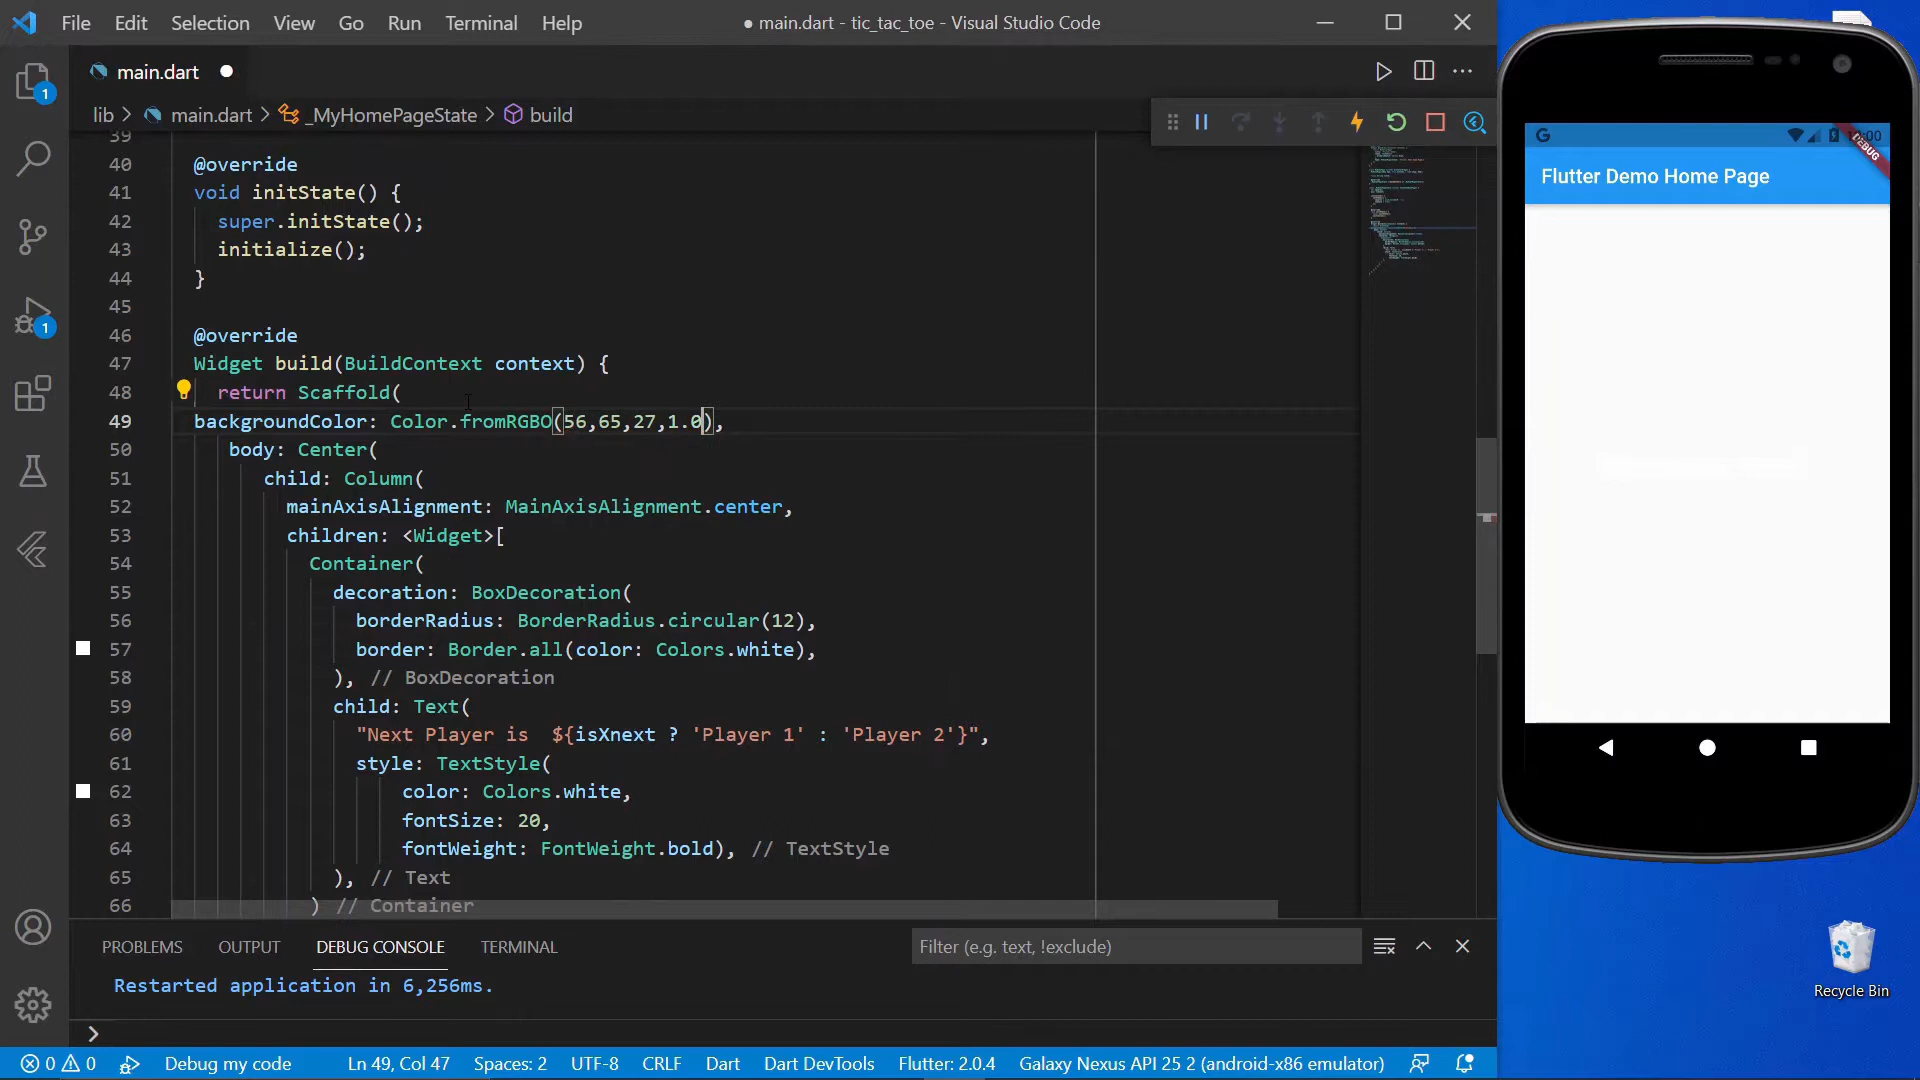 File Edit Selection View Go Run Terminal Help
● main.dart - tic_tac_toe - Visual Studio Code
main.dart
lib > main.dart > _MyHomePageState > build
39
40 @override
41 void initState() {
42 super.initState();
43 initialize();
44 }
45
46 @override
47 Widget build(BuildContext context) {
48 return Scaffold(
49 backgroundColor: Color.fromRGBO(56,65,27,1.0),
50 body: Center(
51 child: Column(
52 mainAxisAlignment: MainAxisAlignment.center,
53 children: <Widget>[
54 Container(
55 decoration: BoxDecoration(
56 borderRadius: BorderRadius.circular(12),
57 border: Border.all(color: Colors.white),
58 ), // BoxDecoration
59 child: Text(
60 "Next Player is  ${isXnext ? 'Player 1' : 'Player 2'}",
61 style: TextStyle(
62 color: Colors.white,
63 fontSize: 20,
64 fontWeight: FontWeight.bold), // TextStyle
65 ), // Text
66 ) // Container
1
1
PROBLEMS OUTPUT DEBUG CONSOLE TERMINAL
Filter (e.g. text, !exclude)
Restarted application in 6,256ms.
>
0 0 Debug my code Ln 49, Col 47 Spaces: 2 UTF-8 CRLF Dart Dart DevTools Flutter: 2.0.4 Galaxy Nexus API 25 2 (android-x86 emulator)
G
DEBUG
Flutter Demo Home Page
Recycle Bin